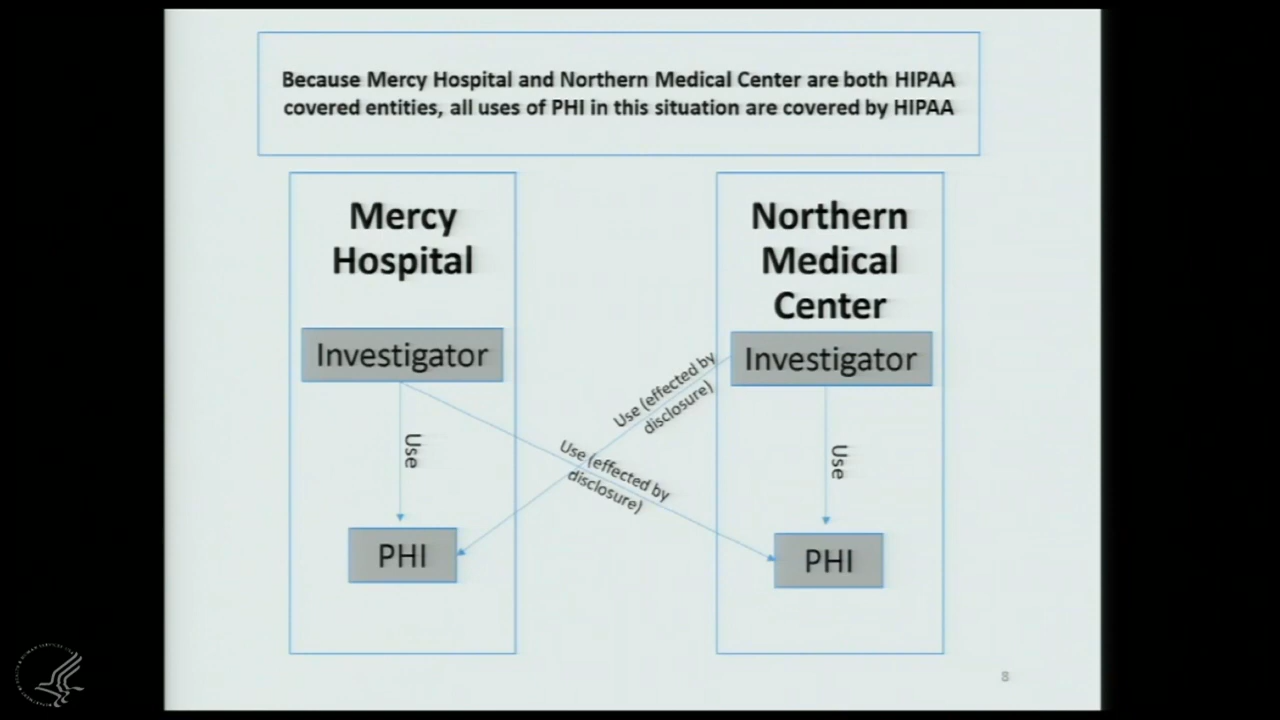 Because Mercy Hospital and Northern Medical Center are both HIPAA
covered entities, all uses of PHI in this situation are covered by HIPAA
Mercy
Hospital
Investigator
Use
PHI
Use (effected by
disclosure)
Use (effected by
disclosure)
Northern
Medical
Center
Investigator
Use
PHI
8